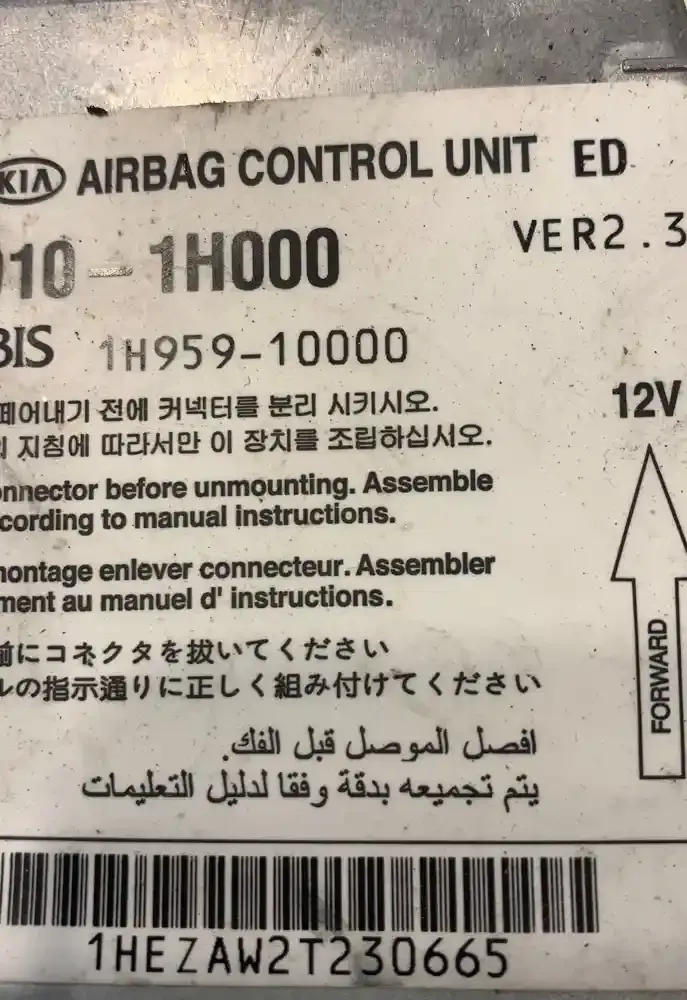 KIA AIRBAG CONTROL UNIT ED
10-1H000
VER2.3
BIS 1H959-10000
12V
떼어내기 전에 커넥터를 분리 시키시오.
지침에 따라서만 이 장치를 조립하십시오.
onnector before unmounting. Assemble
cording to manual instructions.
montage enlever connecteur. Assembler
ment au manuel d' instructions.
前にコネクタを抜いてください
ルの指示通りに正しく組み付けてください
افصل الموصل قبل الفك.
يتم تجميعه بدقة وفقا لدليل التعليمات
FORWARD
1HEZAW2T230665